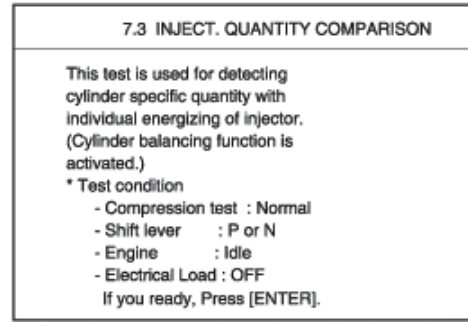 7.3 INJECT. QUANTITY COMPARISON
This test is used for detecting
cylinder specific quantity with
individual energizing of injector.
(Cylinder balancing function is
activated.)
* Test condition
- Compression test : Normal
- Shift lever : P or N
- Engine : Idle
- Electrical Load : OFF
If you ready, Press [ENTER].